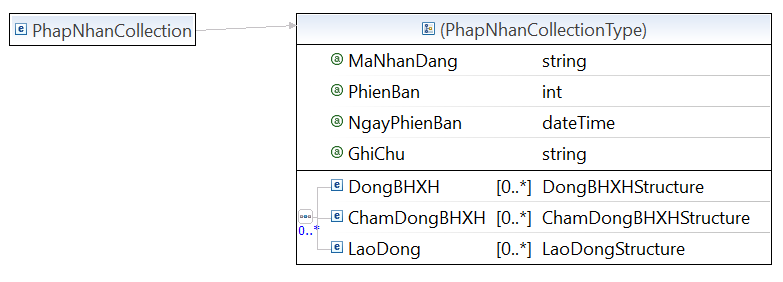 PhapNhanCollection
(PhapNhanCollectionType)
MaNhanDang string
PhienBan int
NgayPhienBan dateTime
GhiChu string
DongBHXH [0..*] DongBHXHStructure
ChamDongBHXH [0..*] ChamDongBHXHStructure
0..*
LaoDong [0..*] LaoDongStructure